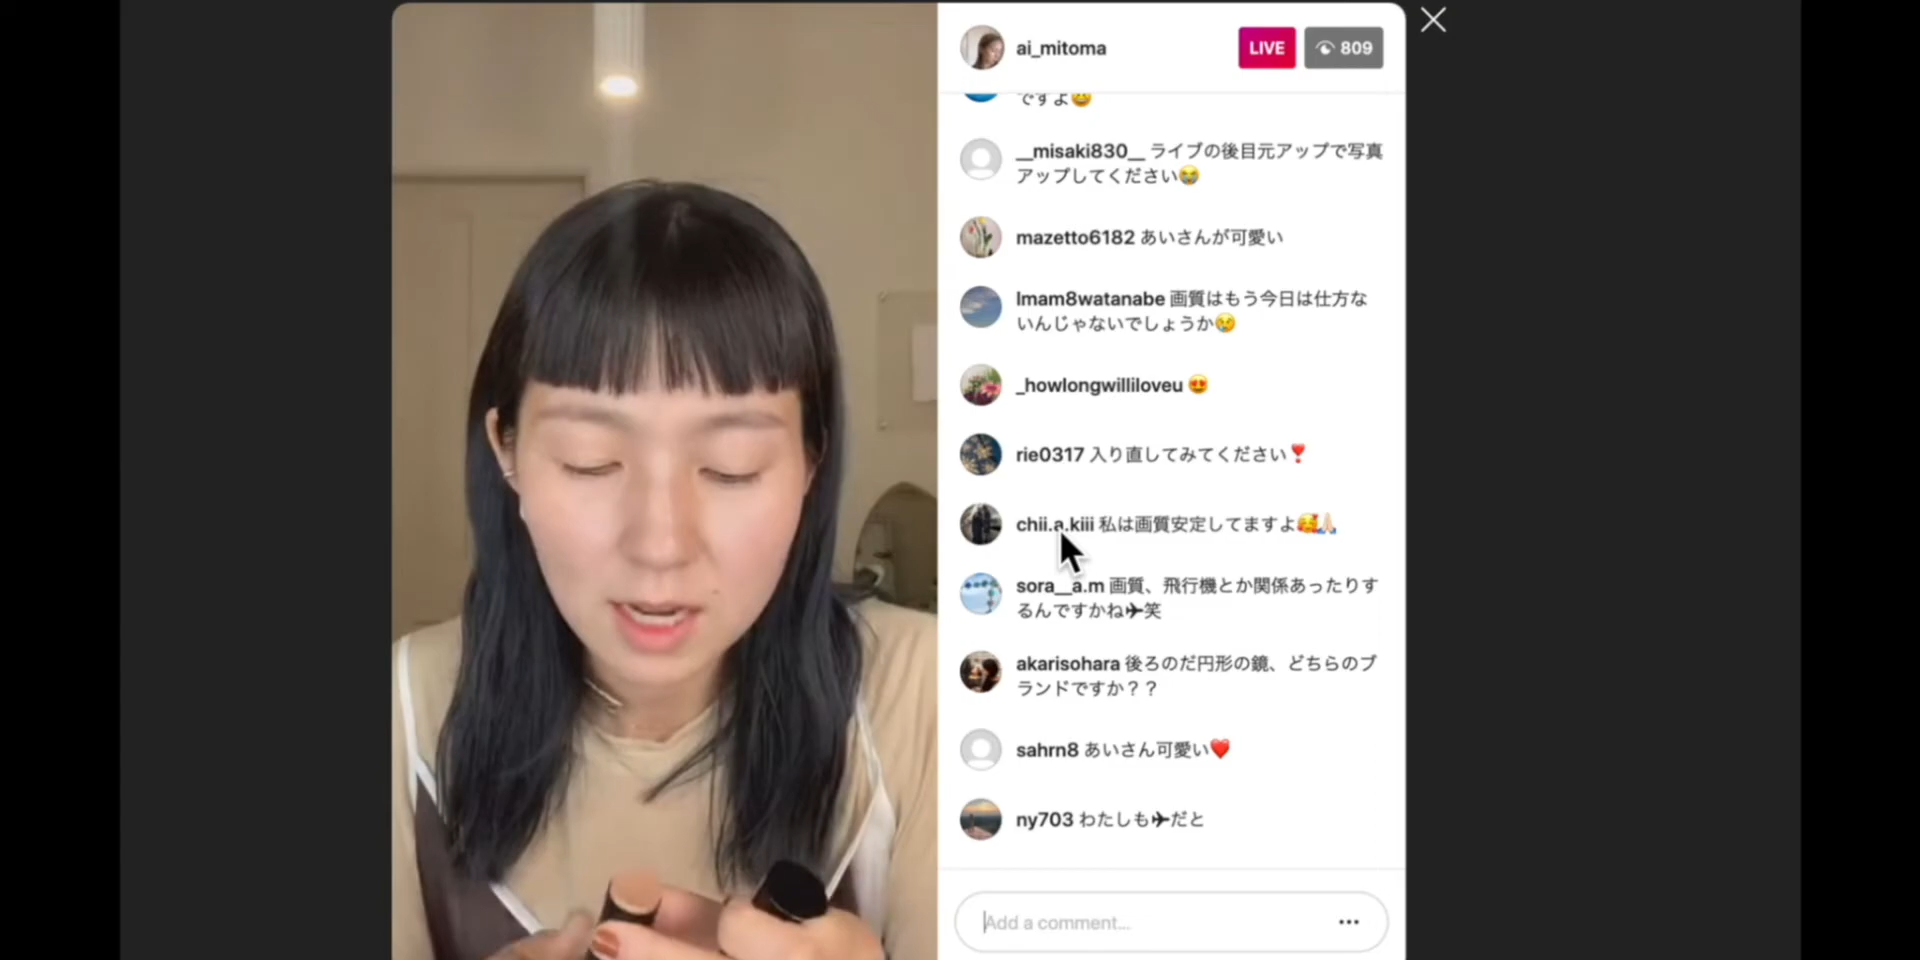 ai_mitoma
LIVE
809
ですよ😄
__misaki830__ ライブの後目元アップで写真
アップしてください😭
mazetto6182 あいさんが可愛い
lmam8watanabe 画質はもう今日は仕方な
いんじゃないでしょうか😢
_howlongwilliloveu 😍
rie0317 入り直してみてください❣️
chii.a.kiii 私は画質安定してますよ🥰🙏🏻
sora__a.m 画質、飛行機とか関係あったりす
るんですかね✈︎笑
akarisohara 後ろのだ円形の鏡、どちらのブ
ランドですか？？
sahrn8 あいさん可愛い❤️
ny703 わたしも✈︎だと
Add a comment...